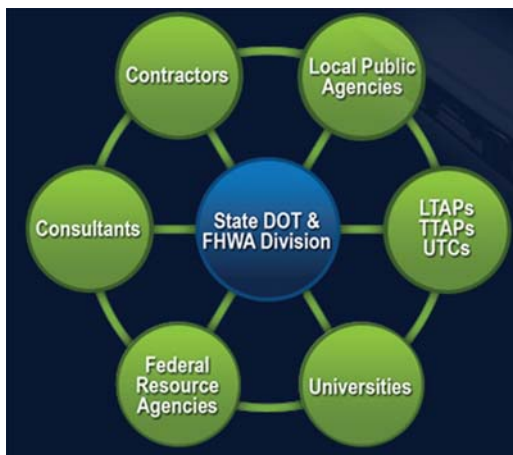 Contractors
Local Public
Agencies
Consultants
State DOT &
FHWA Division
LTAPs
TTAPs
UTCs
Federal
Resource
Agencies
Universities